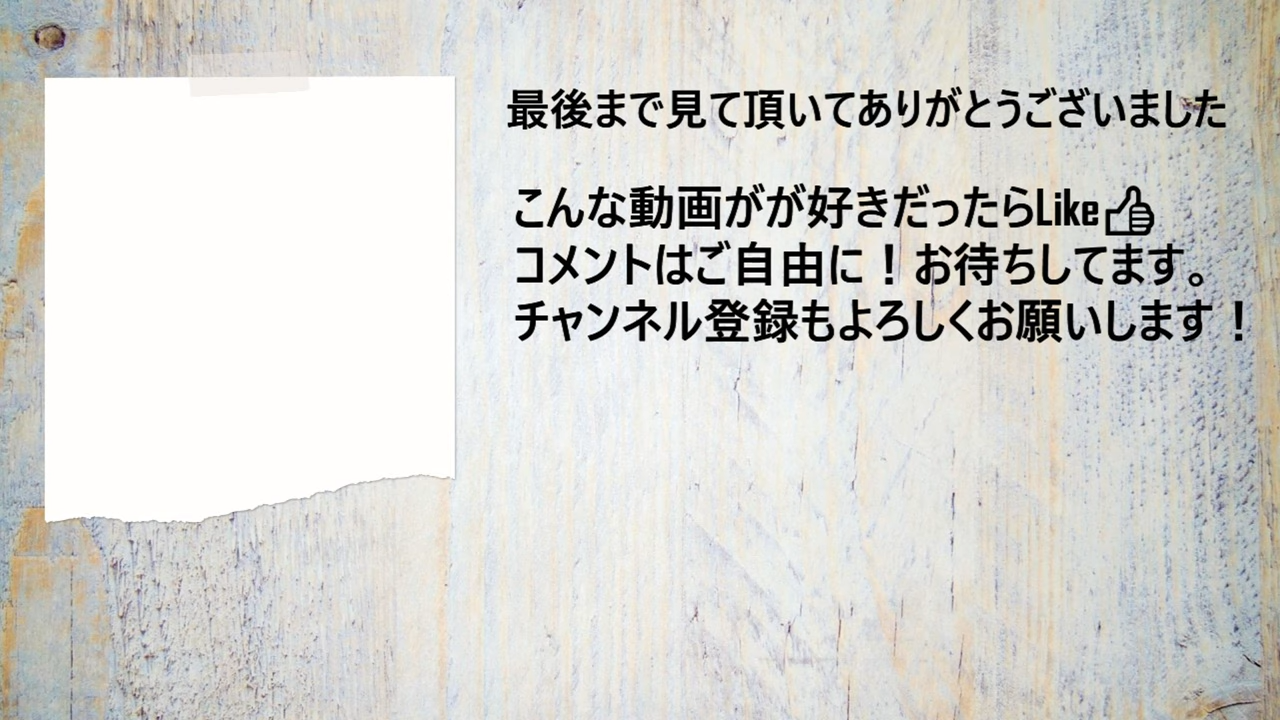 最後まで見て頂いてありがとうございました
こんな動画がが好きだったらLike👍
コメントはご自由に！お待ちしてます。
チャンネル登録もよろしくお願いします！